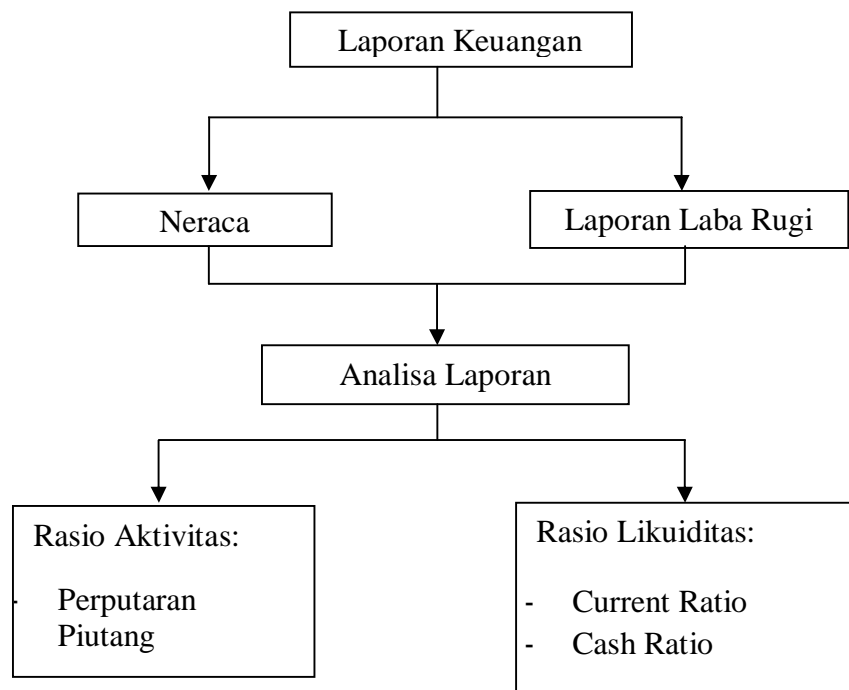 Laporan Keuangan
Neraca
Laporan Laba Rugi
Analisa Laporan
Rasio Aktivitas:
- Perputaran
Piutang
Rasio Likuiditas:
- Current Ratio
- Cash Ratio